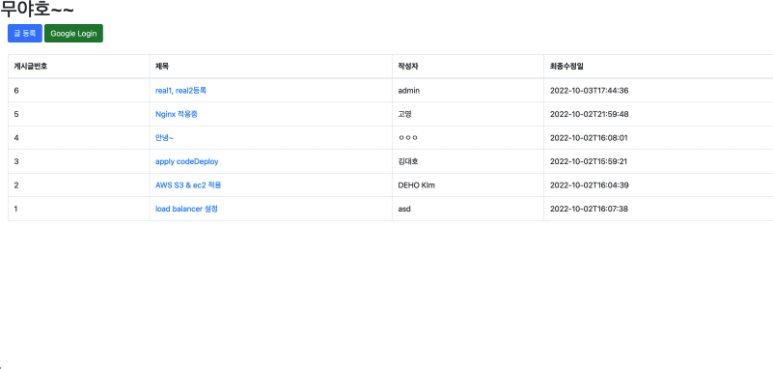 무야호~~
글 등록 Google Login
게시글번호 제목 작성자 최종수정일
6 real1, real2등록 admin 2022-10-03T17:44:36
5 Nginx 적용중 고영 2022-10-02T21:59:48
4 안녕~ ㅇㅇㅇ 2022-10-02T16:08:01
3 apply codeDeploy 김대호 2022-10-02T15:59:21
2 AWS S3 & ec2 적용 DEHO KIm 2022-10-02T16:04:39
1 load balancer 설정 asd 2022-10-02T16:07:38